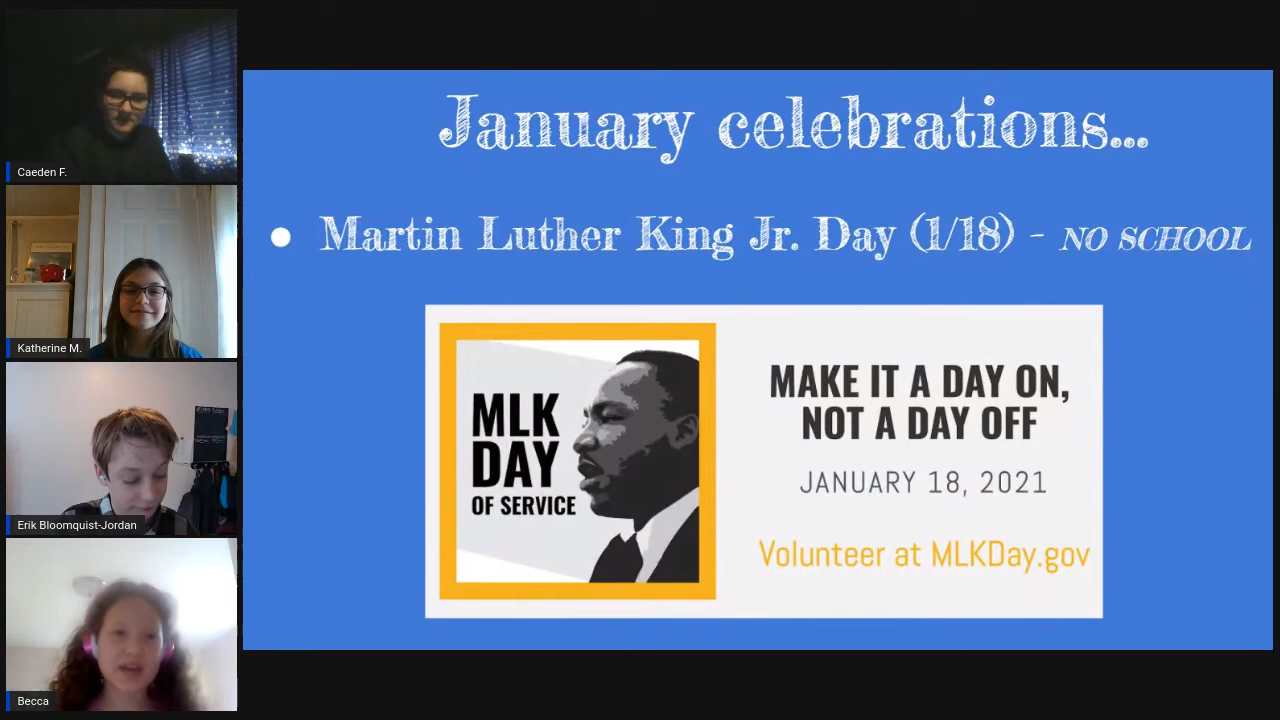 Caeden F.
Katherine M.
Erik Bloomquist-Jordan
Becca
January celebrations...
● Martin Luther King Jr. Day (1/18) - NO SCHOOL
MLK
DAY
OF SERVICE
MAKE IT A DAY ON,
NOT A DAY OFF
JANUARY 18, 2021
Volunteer at MLKDay.gov